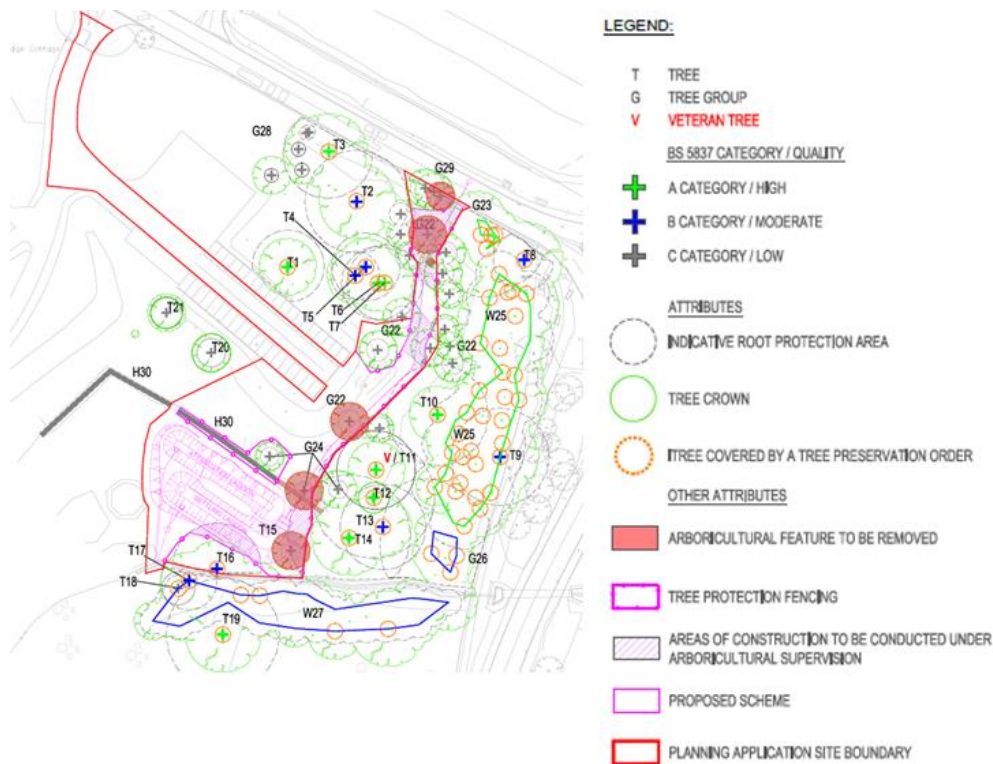 LEGEND:
T TREE
G TREE GROUP
V VETERAN TREE
BS 5837 CATEGORY / QUALITY
A CATEGORY / HIGH
B CATEGORY / MODERATE
C CATEGORY / LOW
ATTRIBUTES
INDICATIVE ROOT PROTECTION AREA
TREE CROWN
TREE COVERED BY A TREE PRESERVATION ORDER
OTHER ATTRIBUTES
ARBORICULTURAL FEATURE TO BE REMOVED
TREE PROTECTION FENCING
AREAS OF CONSTRUCTION TO BE CONDUCTED UNDER
ARBORICULTURAL SUPERVISION
PROPOSED SCHEME
PLANNING APPLICATION SITE BOUNDARY
dge Cottage
G28
T3
G29
T2
G23
T4
G22
T8
T1
T5
T6
T7
W25
T21
G22
G22
T20
H30
T10
G22
H30
W25
G24
V / T11
T9
T12
T13
T15
T14
T17
T16
G26
T18
W27
T19